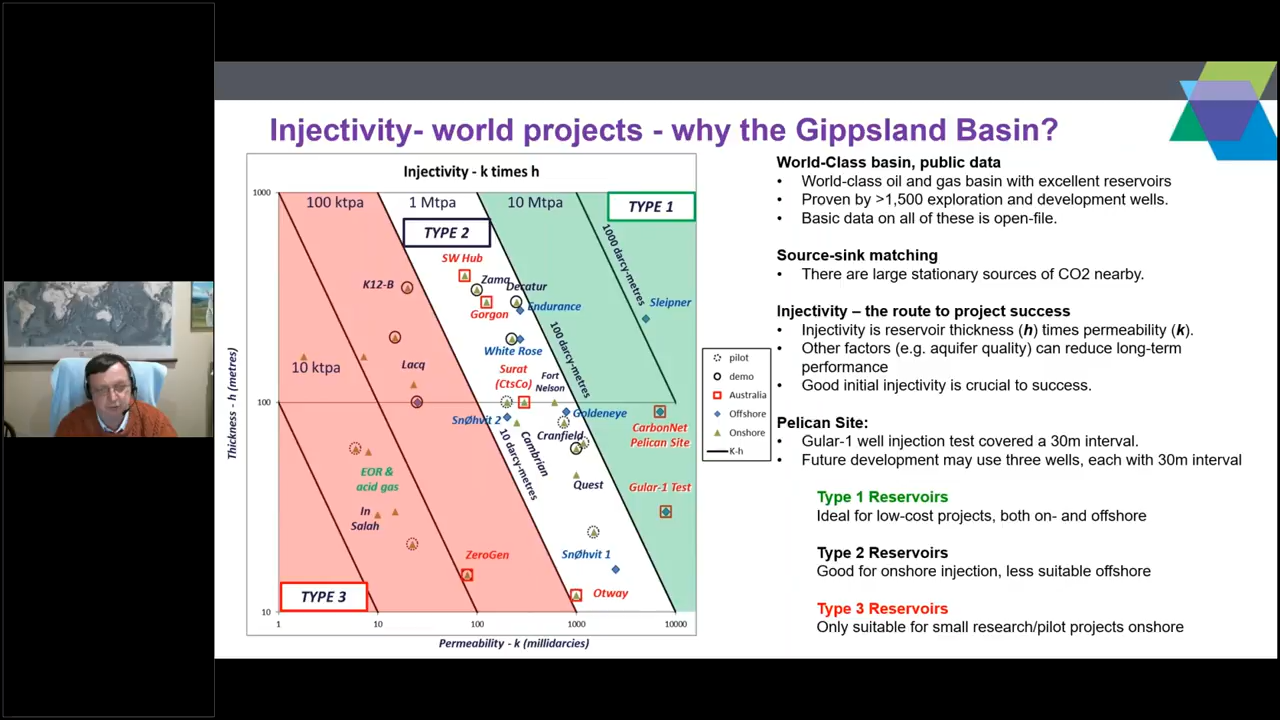 Injectivity- world projects - why the Gippsland Basin?
Injectivity - k times h
1000
100 ktpa
1 Mtpa
10 Mtpa
TYPE 1
TYPE 2
SW Hub
1000 darcy-metres
K12-B
Zama
Decatur
Gorgon
Endurance
Sleipner
White Rose
100 darcy-metres
10 ktpa
Lacq
Surat
(CtsCo)
Fort
Nelson
100
SnØhvit 2
Goldeneye
CarbonNet
Pelican Site
Cranfield
Cambrian
10 darcy-metres
EOR &
acid gas
Quest
Gular-1 Test
In
Salah
ZeroGen
SnØhvit 1
Otway
TYPE 3
10
1
10
100
1000
10000
Thickness - h (metres)
Permeability - k (millidarcies)
pilot
demo
Australia
Offshore
Onshore
K-h
World-Class basin, public data
• World-class oil and gas basin with excellent reservoirs
• Proven by >1,500 exploration and development wells.
• Basic data on all of these is open-file.
Source-sink matching
• There are large stationary sources of CO2 nearby.
Injectivity – the route to project success
• Injectivity is reservoir thickness (h) times permeability (k).
• Other factors (e.g. aquifer quality) can reduce long-term
performance
• Good initial injectivity is crucial to success.
Pelican Site:
• Gular-1 well injection test covered a 30m interval.
• Future development may use three wells, each with 30m interval
Type 1 Reservoirs
Ideal for low-cost projects, both on- and offshore
Type 2 Reservoirs
Good for onshore injection, less suitable offshore
Type 3 Reservoirs
Only suitable for small research/pilot projects onshore